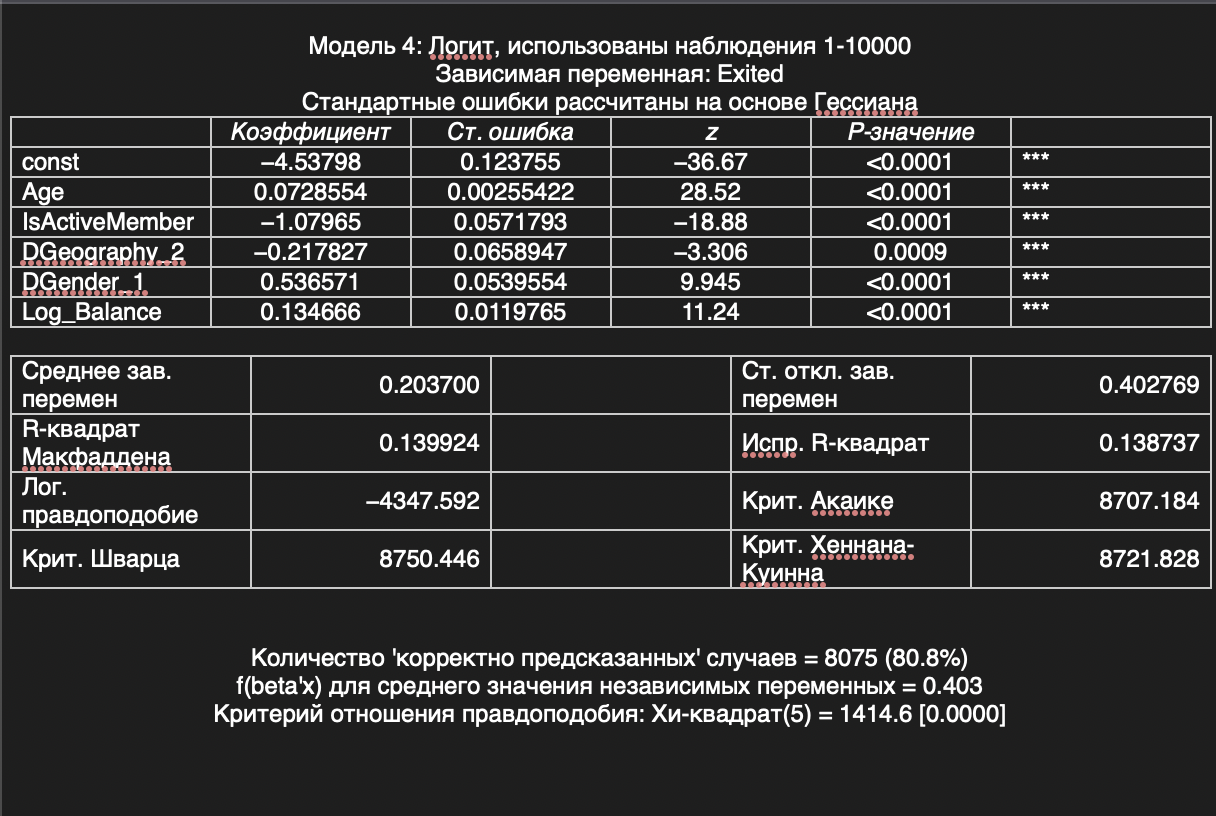 Модель 4: Логит, использованы наблюдения 1-10000
Зависимая переменная: Exited
Стандартные ошибки рассчитаны на основе Гессиана
Коэффициент Ст. ошибка z P-значение
const −4.53798 0.123755 −36.67 <0.0001 ***
Age 0.0728554 0.00255422 28.52 <0.0001 ***
IsActiveMember −1.07965 0.0571793 −18.88 <0.0001 ***
DGeography_2 −0.217827 0.0658947 −3.306 0.0009 ***
DGender_1 0.536571 0.0539554 9.945 <0.0001 ***
Log_Balance 0.134666 0.0119765 11.24 <0.0001 ***
Среднее зав.
перемен
0.203700
Ст. откл. зав.
перемен
0.402769
R-квадрат
Макфаддена
0.139924
Испр. R-квадрат
0.138737
Лог.
правдоподобие
−4347.592
Крит. Акаике
8707.184
Крит. Шварца
8750.446
Крит. Хеннана-
Куинна
8721.828
Количество 'корректно предсказанных' случаев = 8075 (80.8%)
f(beta'x) для среднего значения независимых переменных = 0.403
Критерий отношения правдоподобия: Хи-квадрат(5) = 1414.6 [0.0000]